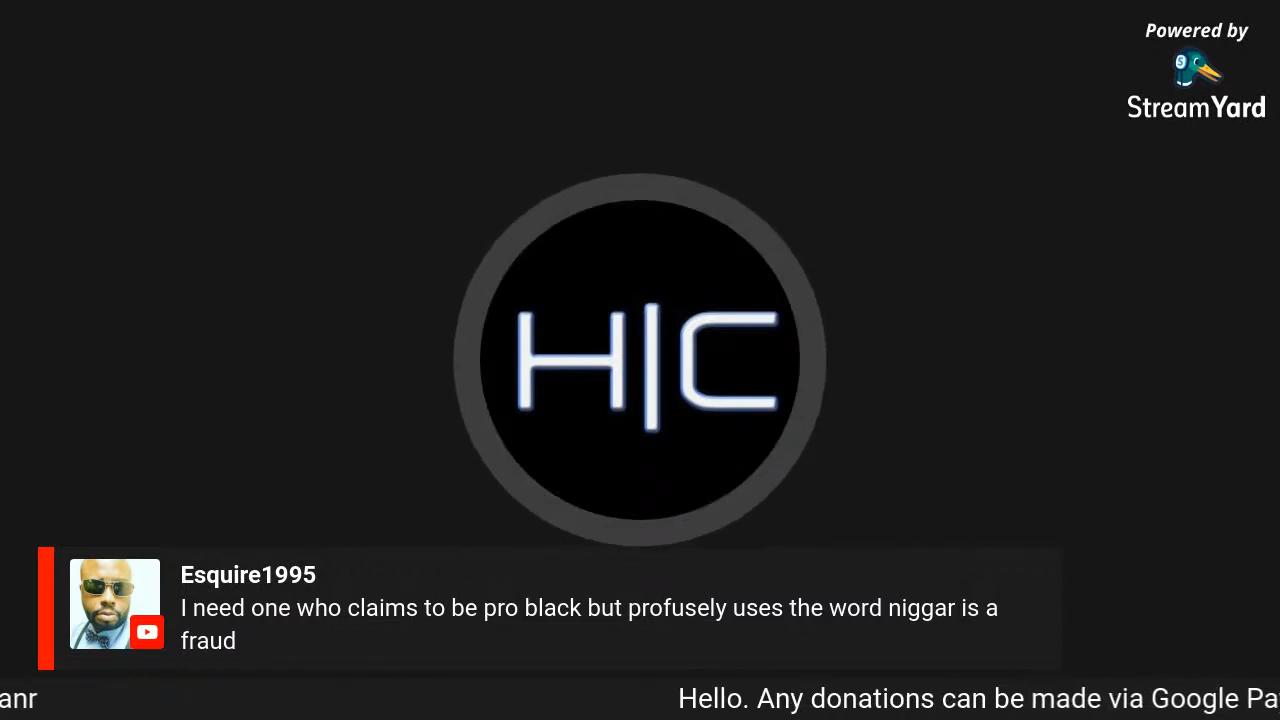 Powered by
StreamYard
H|C
Esquire1995
I need one who claims to be pro black but profusely uses the word niggar is a
fraud
anr Hello. Any donations can be made via Google Pa